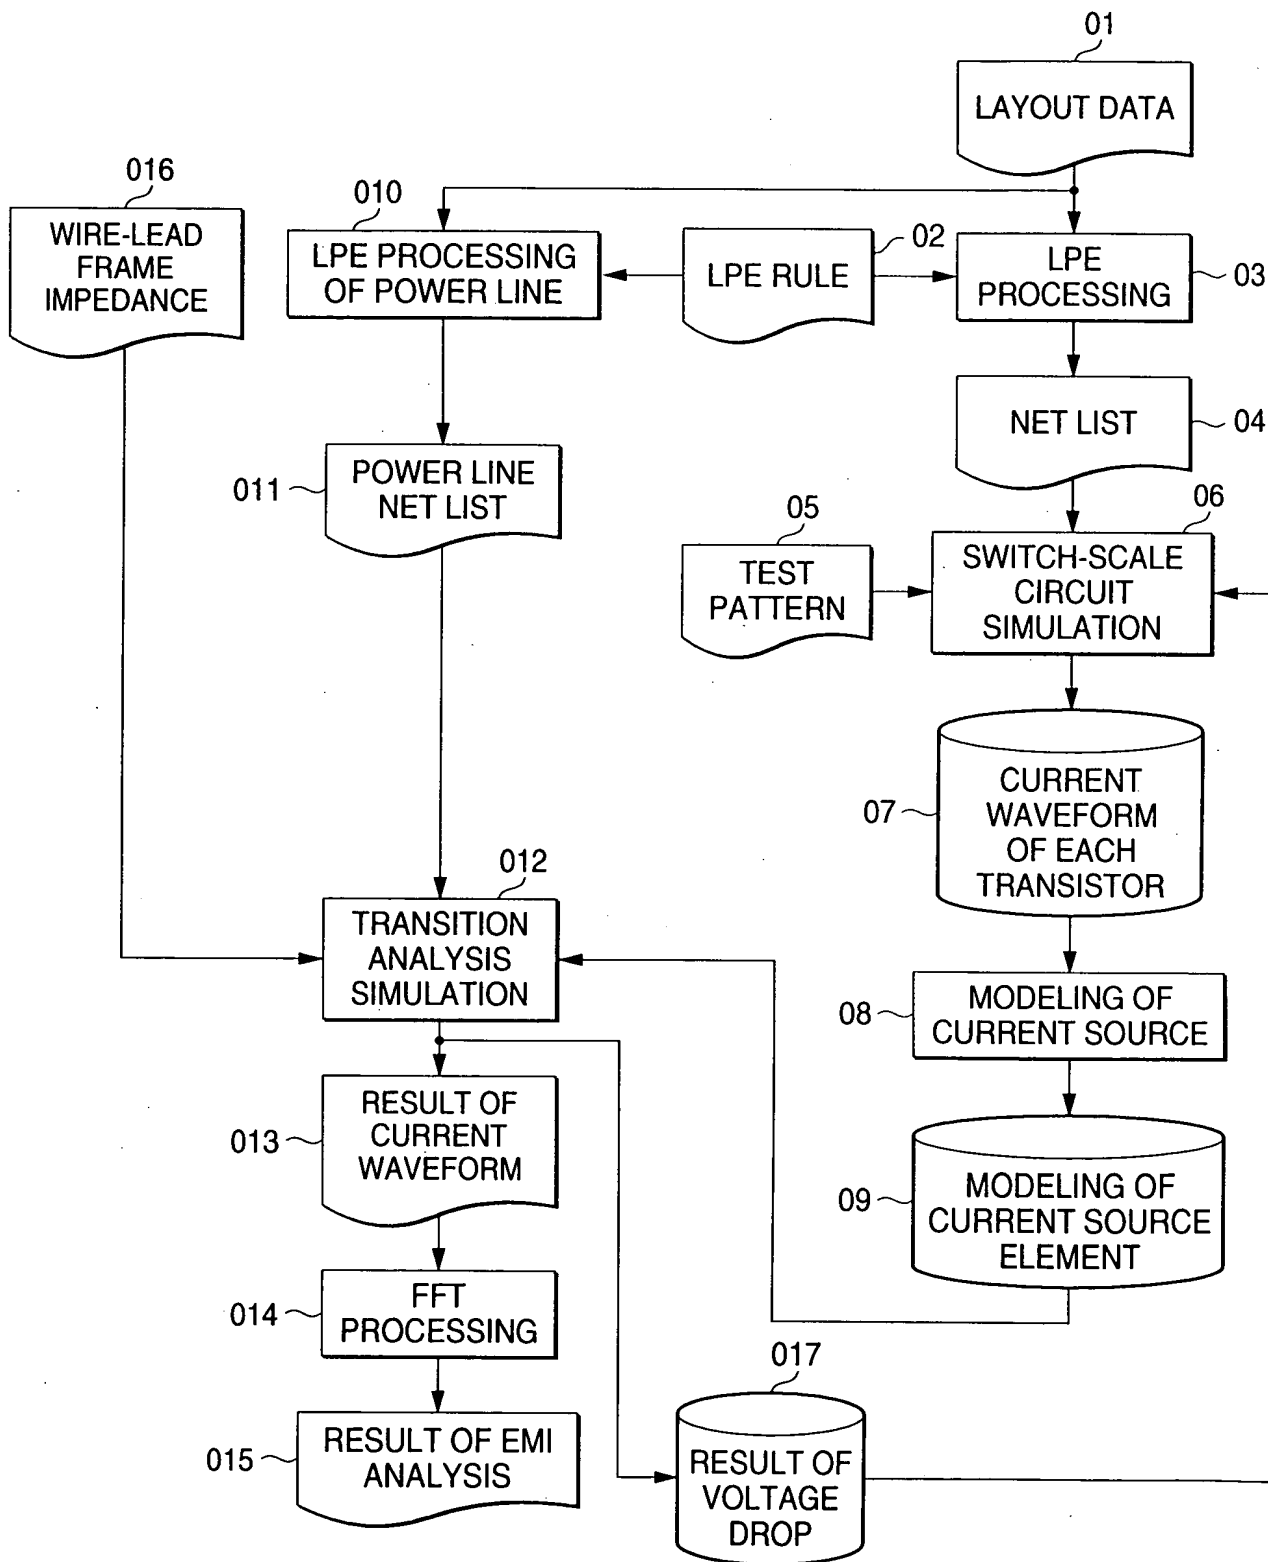 01
LAYOUT DATA
016
WIRE-LEAD
FRAME
IMPEDANCE
010
LPE PROCESSING
OF POWER LINE
02
LPE RULE
LPE
PROCESSING
03
NET LIST
04
011
POWER LINE
NET LIST
05
TEST
PATTERN
06
SWITCH-SCALE
CIRCUIT
SIMULATION
07
CURRENT
WAVEFORM
OF EACH
TRANSISTOR
012
TRANSITION
ANALYSIS
SIMULATION
08
MODELING OF
CURRENT SOURCE
013
RESULT OF
CURRENT
WAVEFORM
09
MODELING OF
CURRENT SOURCE
ELEMENT
014
FFT
PROCESSING
017
RESULT OF
VOLTAGE
DROP
015
RESULT OF EMI
ANALYSIS